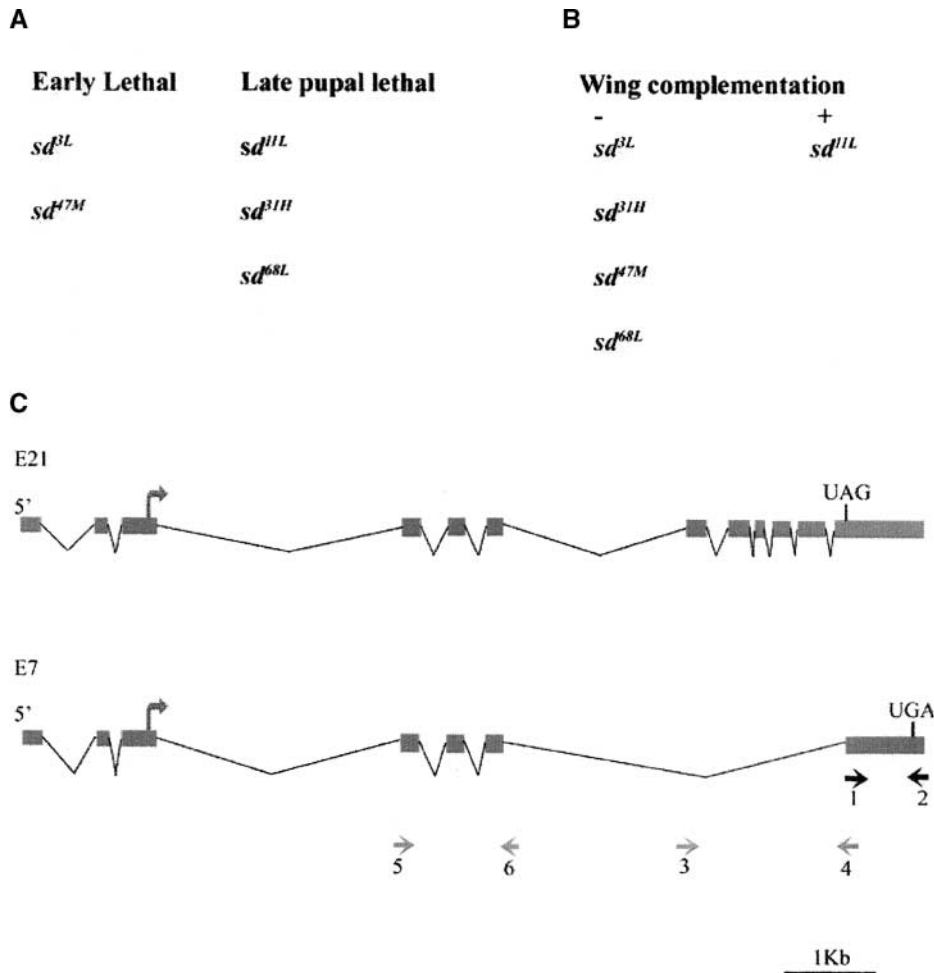 A
B
Early Lethal Late pupal lethal
Wing complementation
- +
sd3L sd11L
sd47M sd31H
sd68L
sd3L sd11L
sd31H
sd47M
sd68L
C
E21
5'
UAG
E7
5'
UGA
1 2
5 6 3 4
1Kb